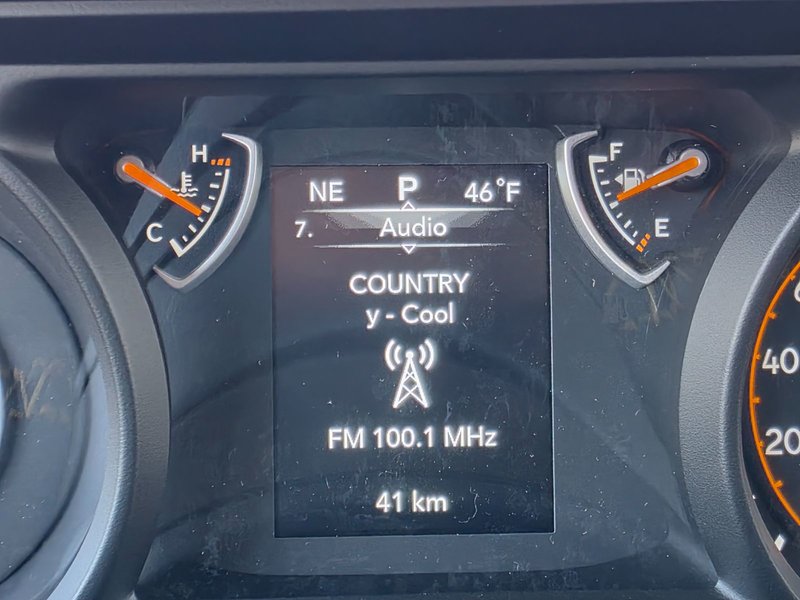 H
C
NE P 46°F
7. Audio
COUNTRY
y - Cool
FM 100.1 MHz
41 km
F
E
40
20